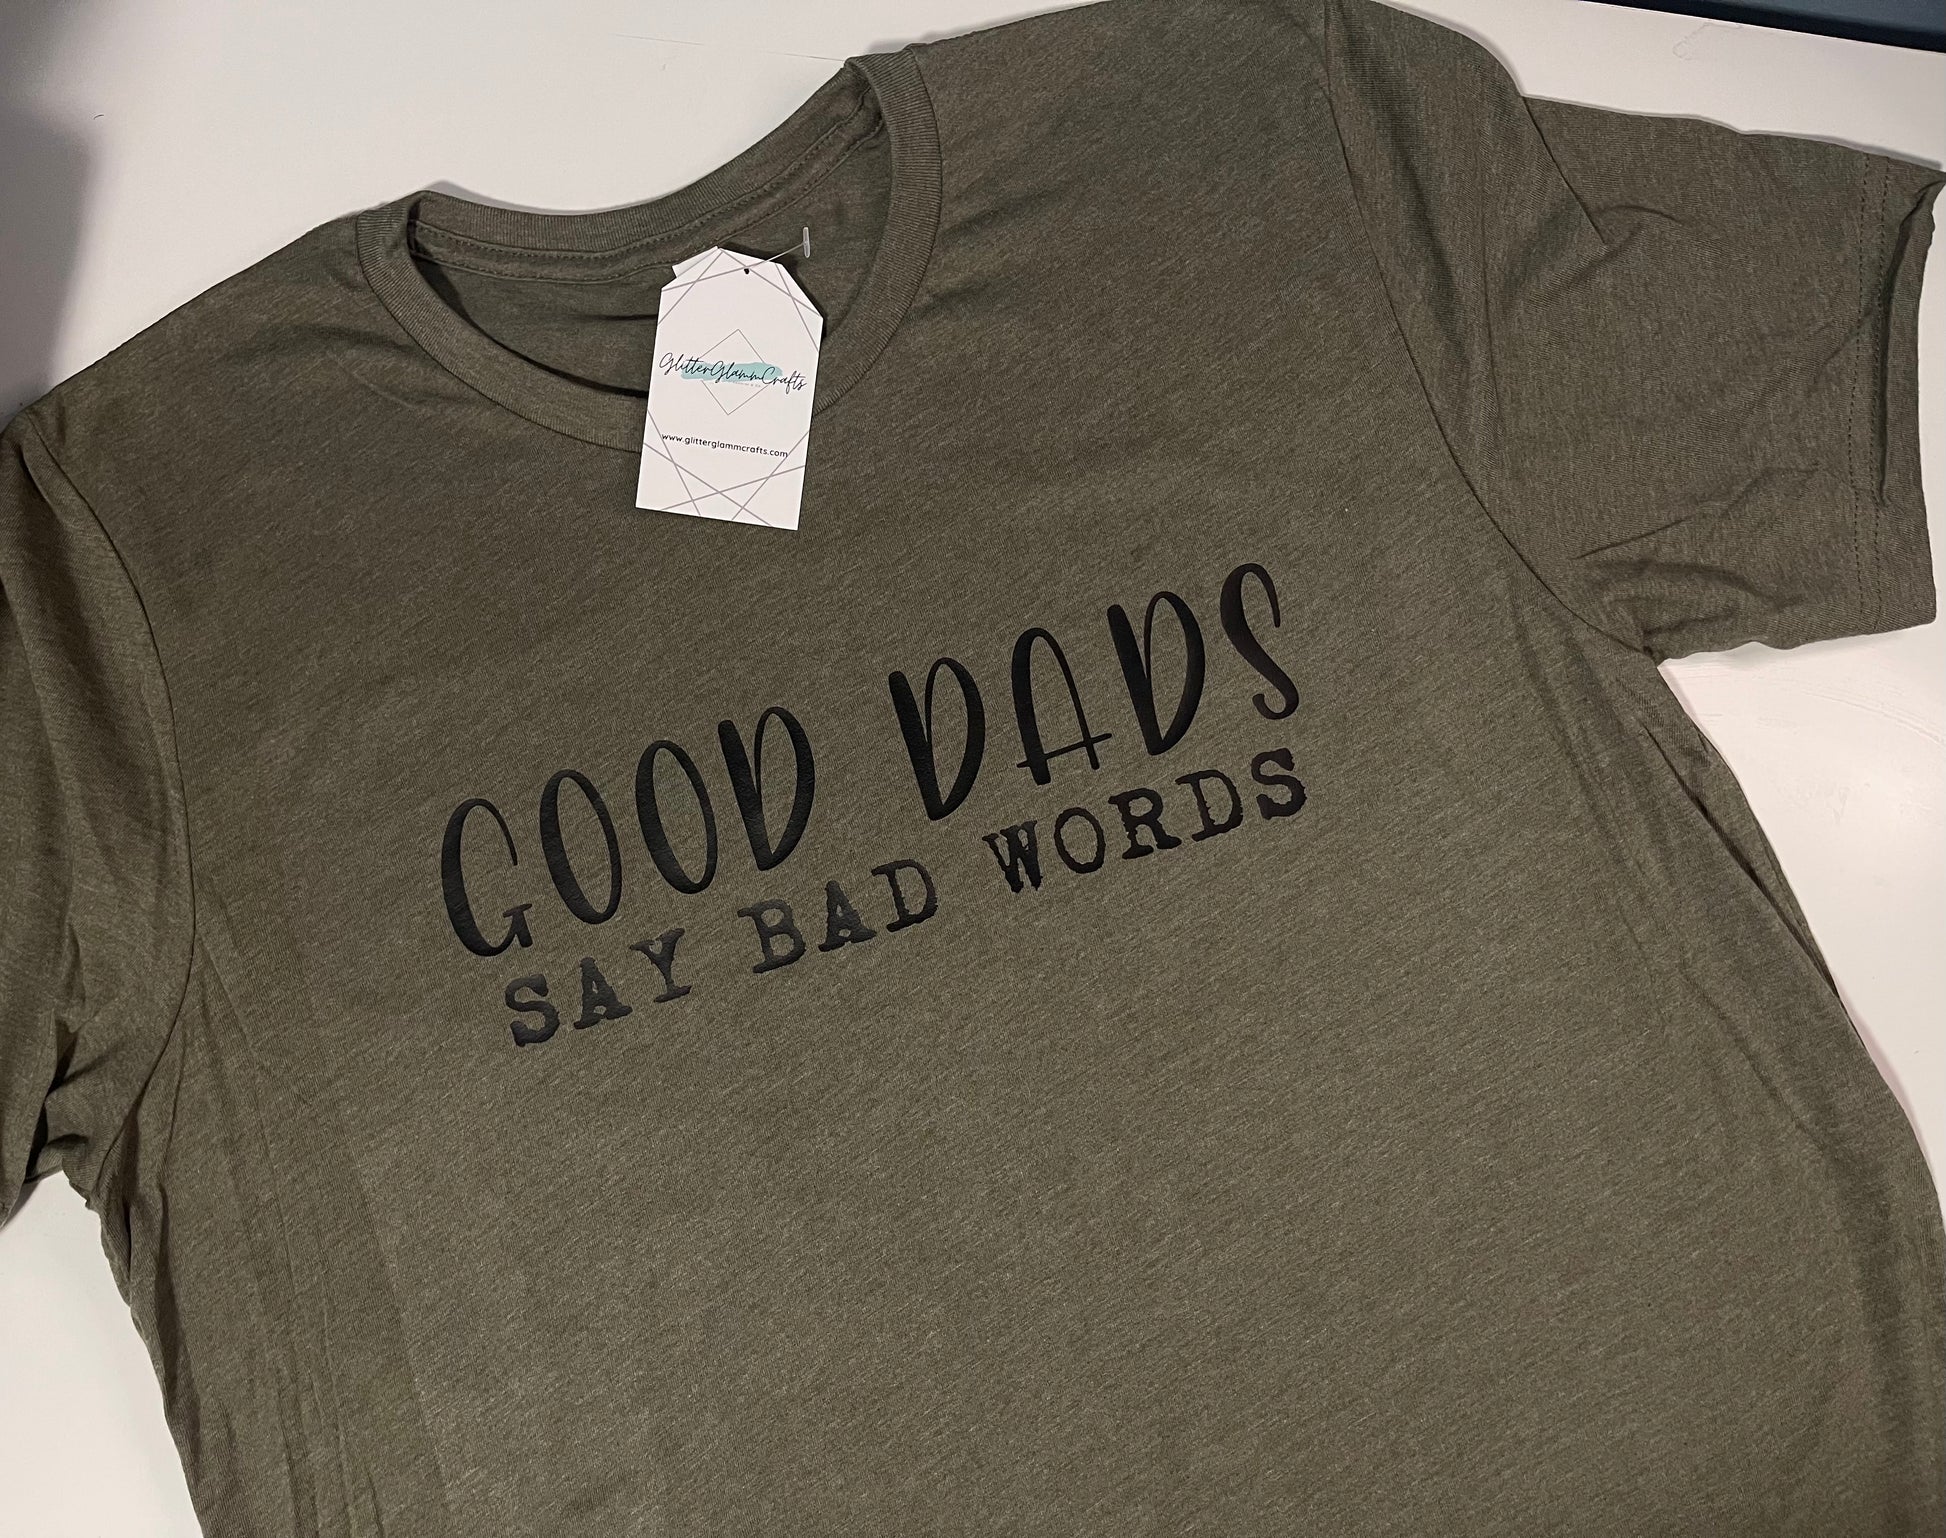 GlitterGlammCrafts
www.glitterglammcrafts.com
GOOD DADS
SAY BAD WORDS